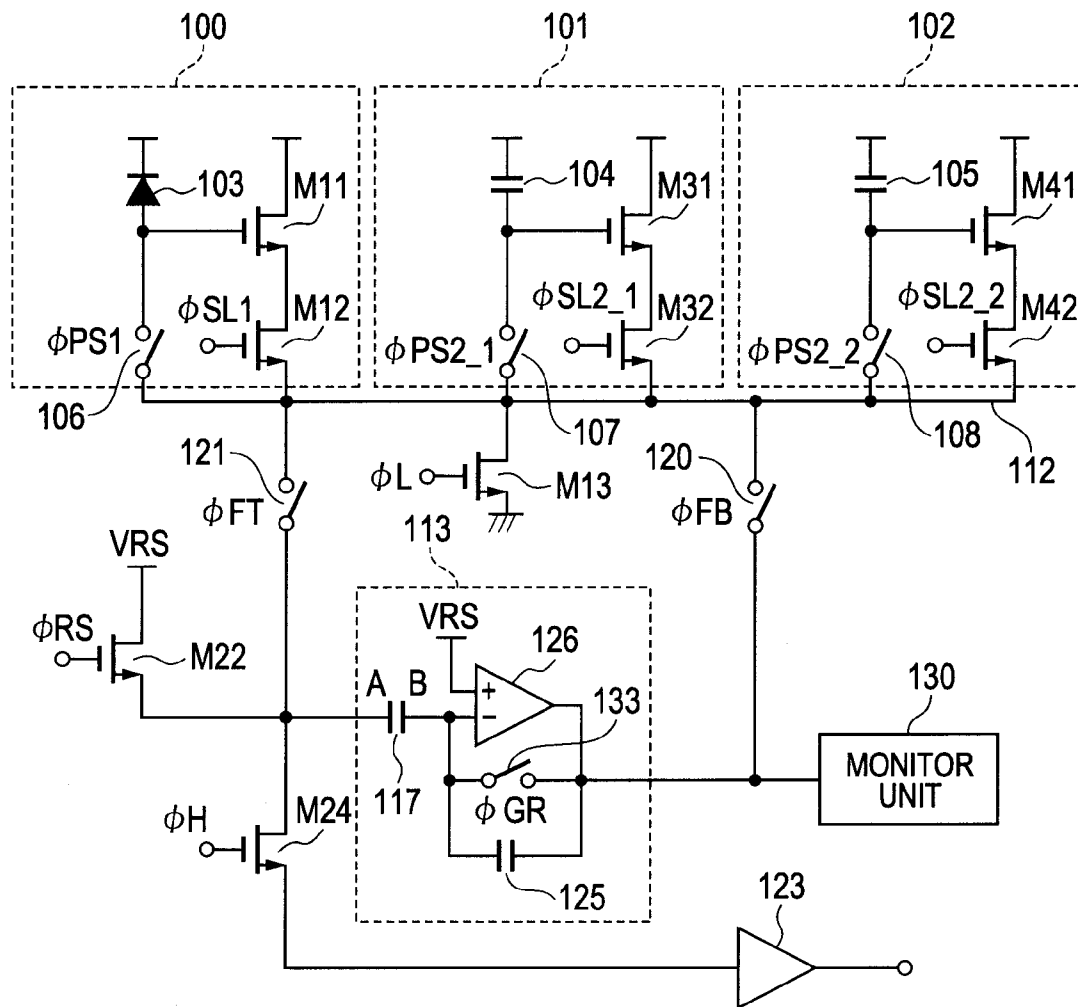 100
101
102
103
M11
104
M31
105
M41
φSL1
M12
φSL2_1
M32
φSL2_2
M42
φPS1
φPS2_1
φPS2_2
106
107
108
112
121
φFT
φL
M13
120
φFB
VRS
113
φRS
M22
VRS
126
+
−
A
B
133
117
φGR
130
MONITOR
UNIT
φH
M24
125
123